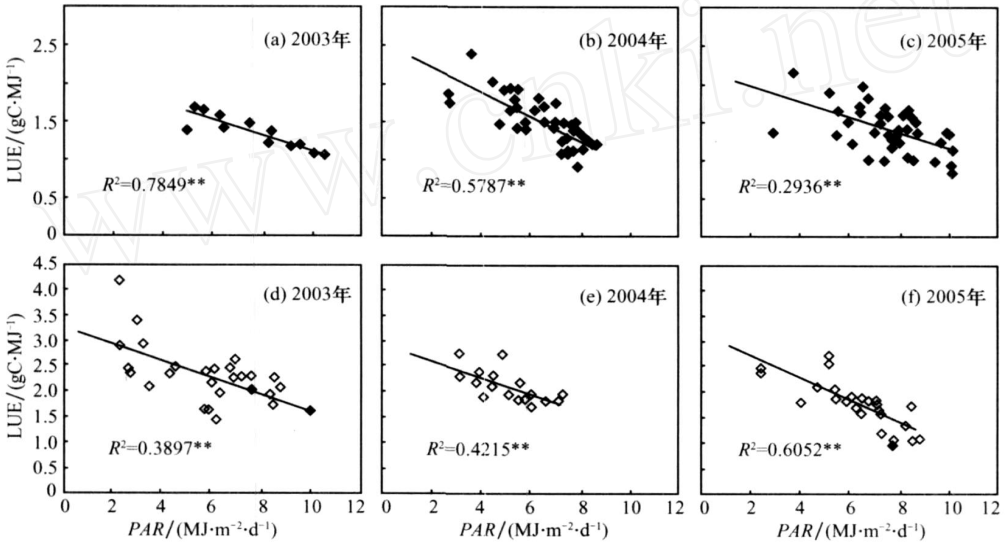 www.cnki.net
LUE/(gC·MJ⁻¹)
2.5
1.5
0.5
0
(a) 2003年
R²=0.7849**
(b) 2004年
R²=0.5787**
(c) 2005年
R²=0.2936**
LUE/(gC·MJ⁻¹)
4.5
4.0
3.5
3.0
2.5
2.0
1.5
1.0
0.5
0
(d) 2003年
R²=0.3897**
(e) 2004年
R²=0.4215**
(f) 2005年
R²=0.6052**
0 2 4 6 8 10 12
0 2 4 6 8 10 12
0 2 4 6 8 10 12
PAR/(MJ·m⁻²·d⁻¹)
PAR/(MJ·m⁻²·d⁻¹)
PAR/(MJ·m⁻²·d⁻¹)